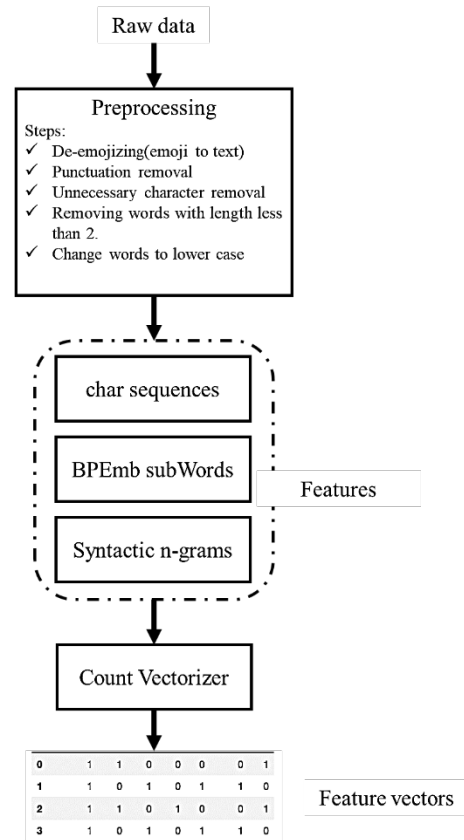 Raw data
Preprocessing
Steps:
✓ De-emojizing(emoji to text)
✓ Punctuation removal
✓ Unnecessary character removal
✓ Removing words with length less
than 2.
✓ Change words to lower case
char sequences
BPEmb subWords
Features
Syntactic n-grams
Count Vectorizer
0 1 1 0 0 0 0 1
1 1 0 1 0 1 1 0
2 1 1 0 1 0 0 1
Feature vectors
3 1 0 1 0 1 1 0